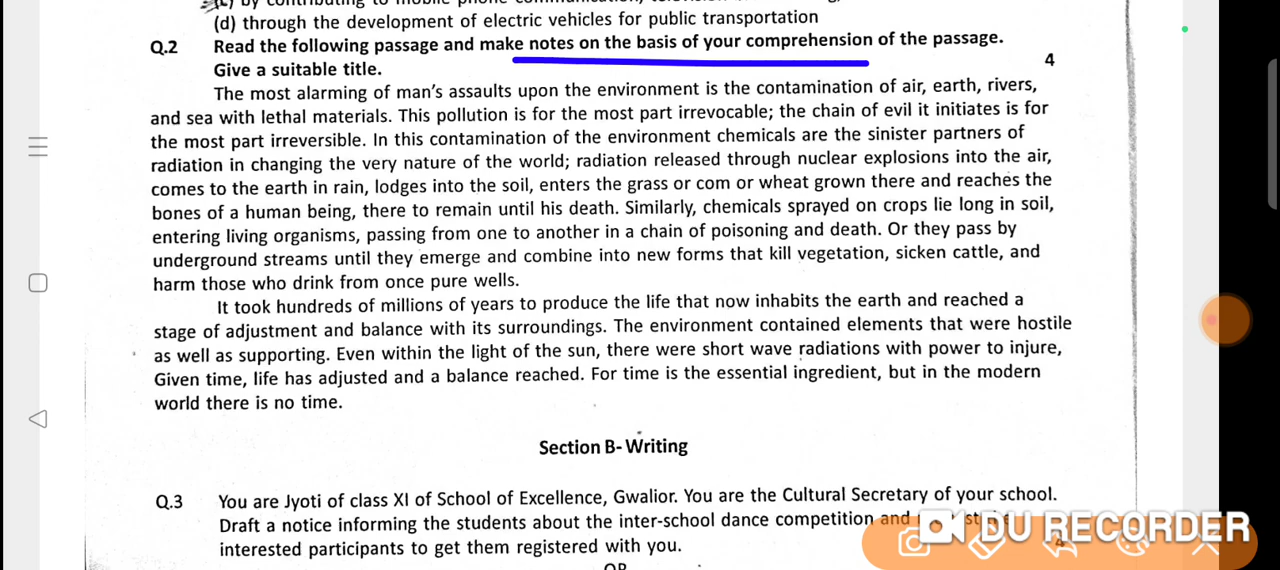 (d) through the development of electric vehicles for public transportation
Q.2 Read the following passage and make notes on the basis of your comprehension of the passage.
Give a suitable title. 4
The most alarming of man's assaults upon the environment is the contamination of air, earth, rivers,
and sea with lethal materials. This pollution is for the most part irrevocable; the chain of evil it initiates is for
the most part irreversible. In this contamination of the environment chemicals are the sinister partners of
radiation in changing the very nature of the world; radiation released through nuclear explosions into the air,
comes to the earth in rain, lodges into the soil, enters the grass or com or wheat grown there and reaches the
bones of a human being, there to remain until his death. Similarly, chemicals sprayed on crops lie long in soil,
entering living organisms, passing from one to another in a chain of poisoning and death. Or they pass by
underground streams until they emerge and combine into new forms that kill vegetation, sicken cattle, and
harm those who drink from once pure wells.
It took hundreds of millions of years to produce the life that now inhabits the earth and reached a
stage of adjustment and balance with its surroundings. The environment contained elements that were hostile
as well as supporting. Even within the light of the sun, there were short wave radiations with power to injure,
Given time, life has adjusted and a balance reached. For time is the essential ingredient, but in the modern
world there is no time.
Section B- Writing
Q.3 You are Jyoti of class XI of School of Excellence, Gwalior. You are the Cultural Secretary of your school.
Draft a notice informing the students about the inter-school dance competition and
interested participants to get them registered with you. 4
OR
DU RECORDER